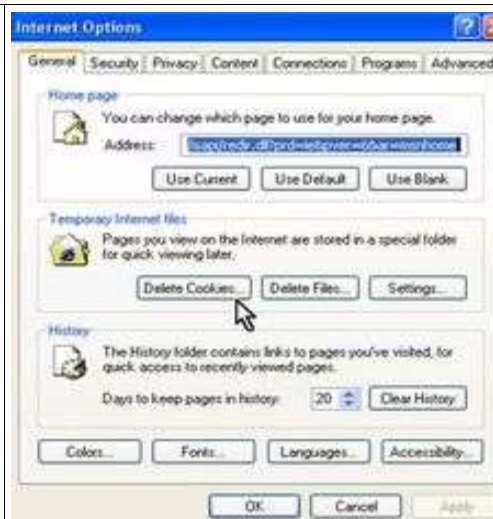 Internet Options
?
General Security Privacy Content Connections Programs Advanced
Home page
You can change which page to use for your home page.
Address:
Use Current Use Default Use Blank
Temporary Internet files
Pages you view on the Internet are stored in a special folder
for quick viewing later.
Delete Cookies... Delete Files... Settings...
History
The History folder contains links to pages you've visited, for
quick access to recently viewed pages.
Days to keep pages in history: 20 Clear History
Colors... Fonts... Languages... Accessibility...
OK Cancel Apply